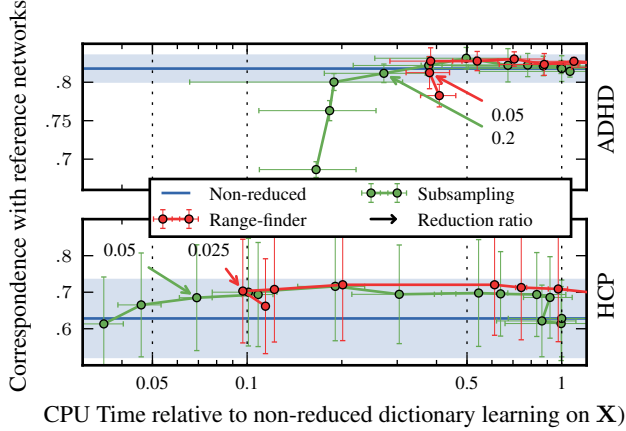 Correspondence with reference networks
.8
.75
.7
0.05
0.2
ADHD
Non-reduced
Range-finder
Subsampling
Reduction ratio
.8
.7
.6
0.05
0.025
HCP
0.05
0.1
0.5
1
CPU Time relative to non-reduced dictionary learning on X)